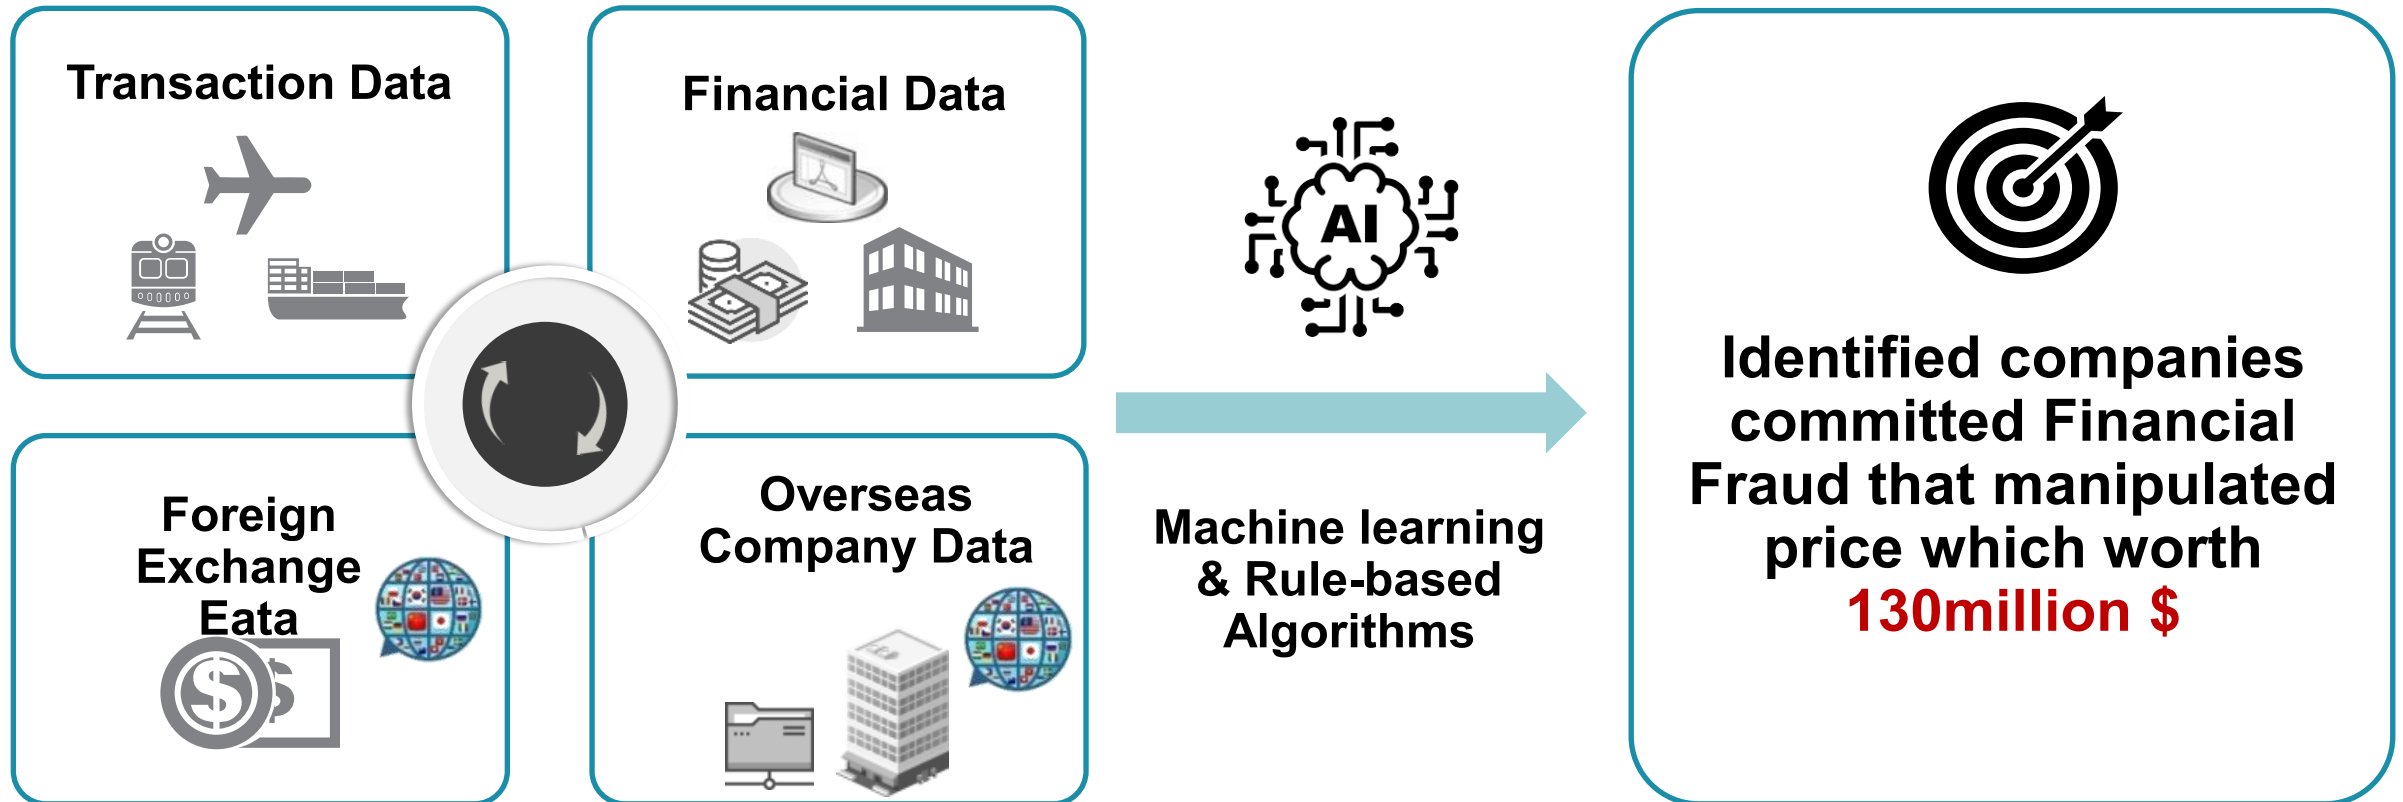 Transaction Data
Financial Data
Foreign
Exchange
Eata
Overseas
Company Data
AI
Machine learning
& Rule-based
Algorithms
Identified companies
committed Financial
Fraud that manipulated
price which worth
130million $